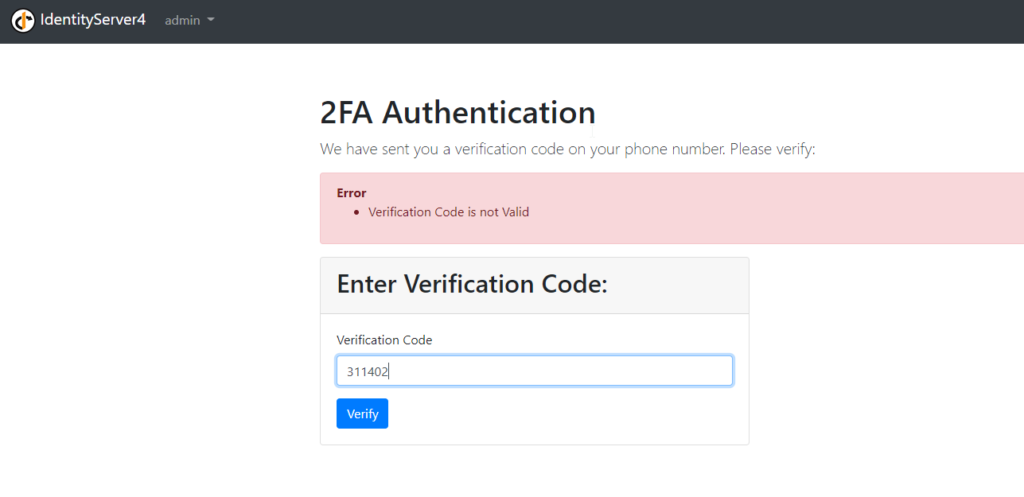 IdentityServer4 admin
2FA Authentication
We have sent you a verification code on your phone number. Please verify:
Error
• Verification Code is not Valid
Enter Verification Code:
Verification Code
311402
Verify